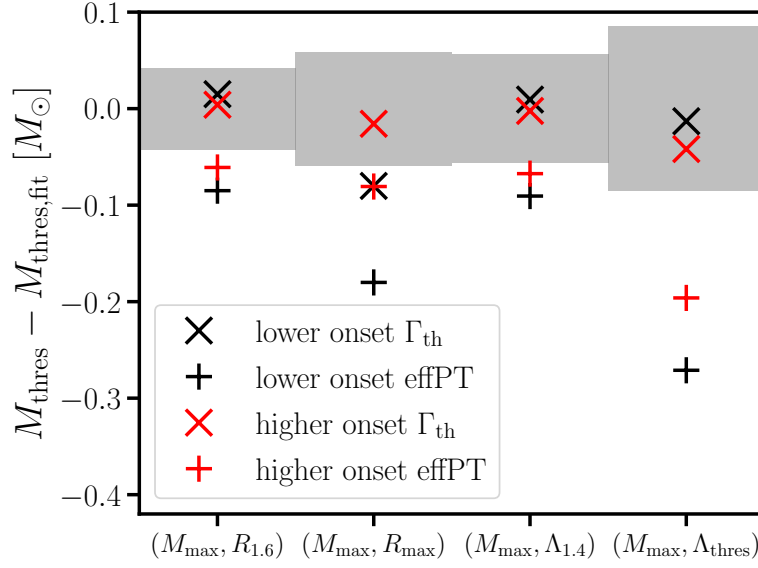 0.1
0.0
−0.1
−0.2
−0.3
−0.4
M_thres − M_thres,fit [M_⊙]
lower onset Γ_th
lower onset effPT
higher onset Γ_th
higher onset effPT
(M_max, R_1.6) (M_max, R_max) (M_max, Λ_1.4) (M_max, Λ_thres)